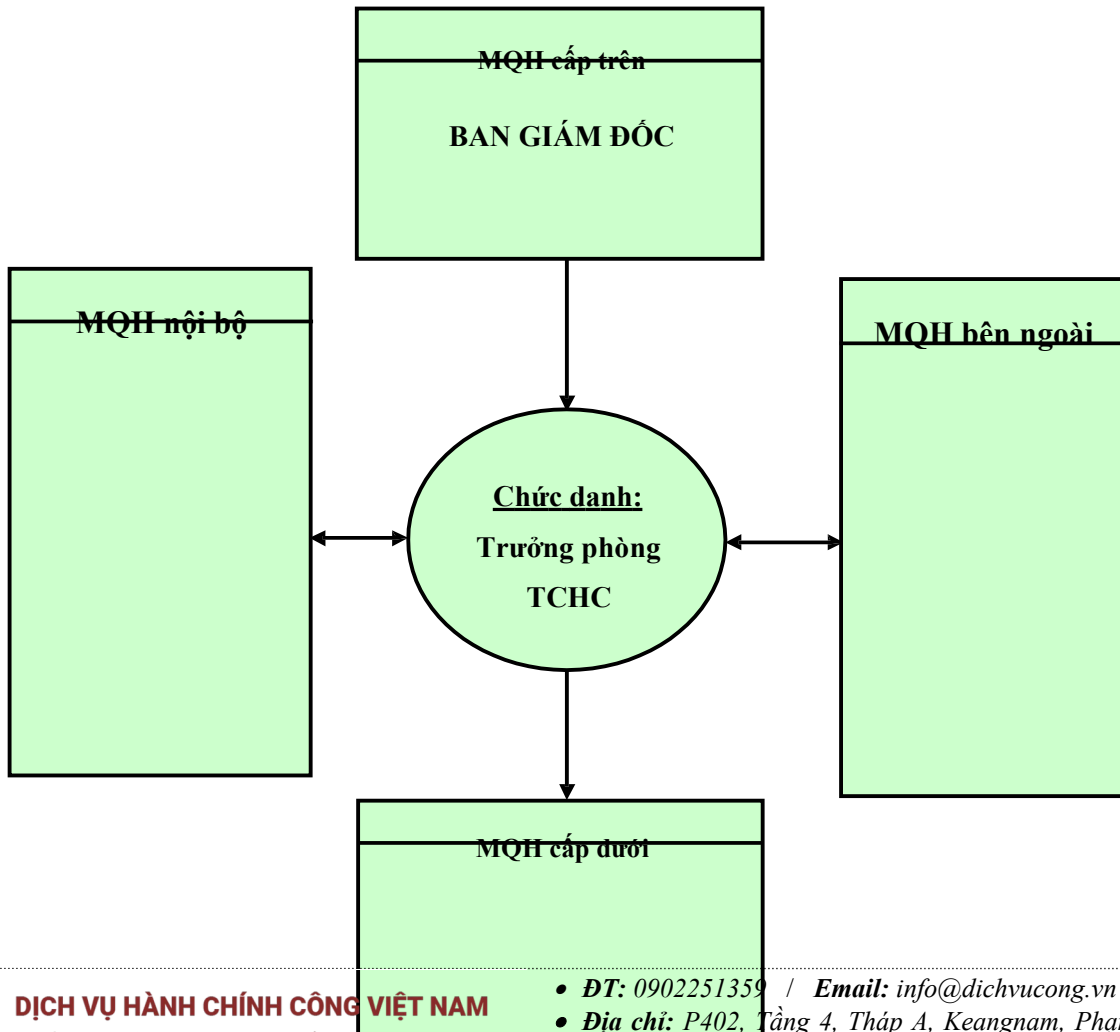 MQH cấp trên
BAN GIÁM ĐỐC
MQH nội bộ
MQH bên ngoài
Chức danh:
Trưởng phòng
TCHC
MQH cấp dưới
DỊCH VỤ HÀNH CHÍNH CÔNG VIỆT NAM
• ĐT: 0902251359 / Email: info@dichvucong.vn
• Địa chỉ: P402, Tầng 4, Tháp A, Keangnam, Phạ